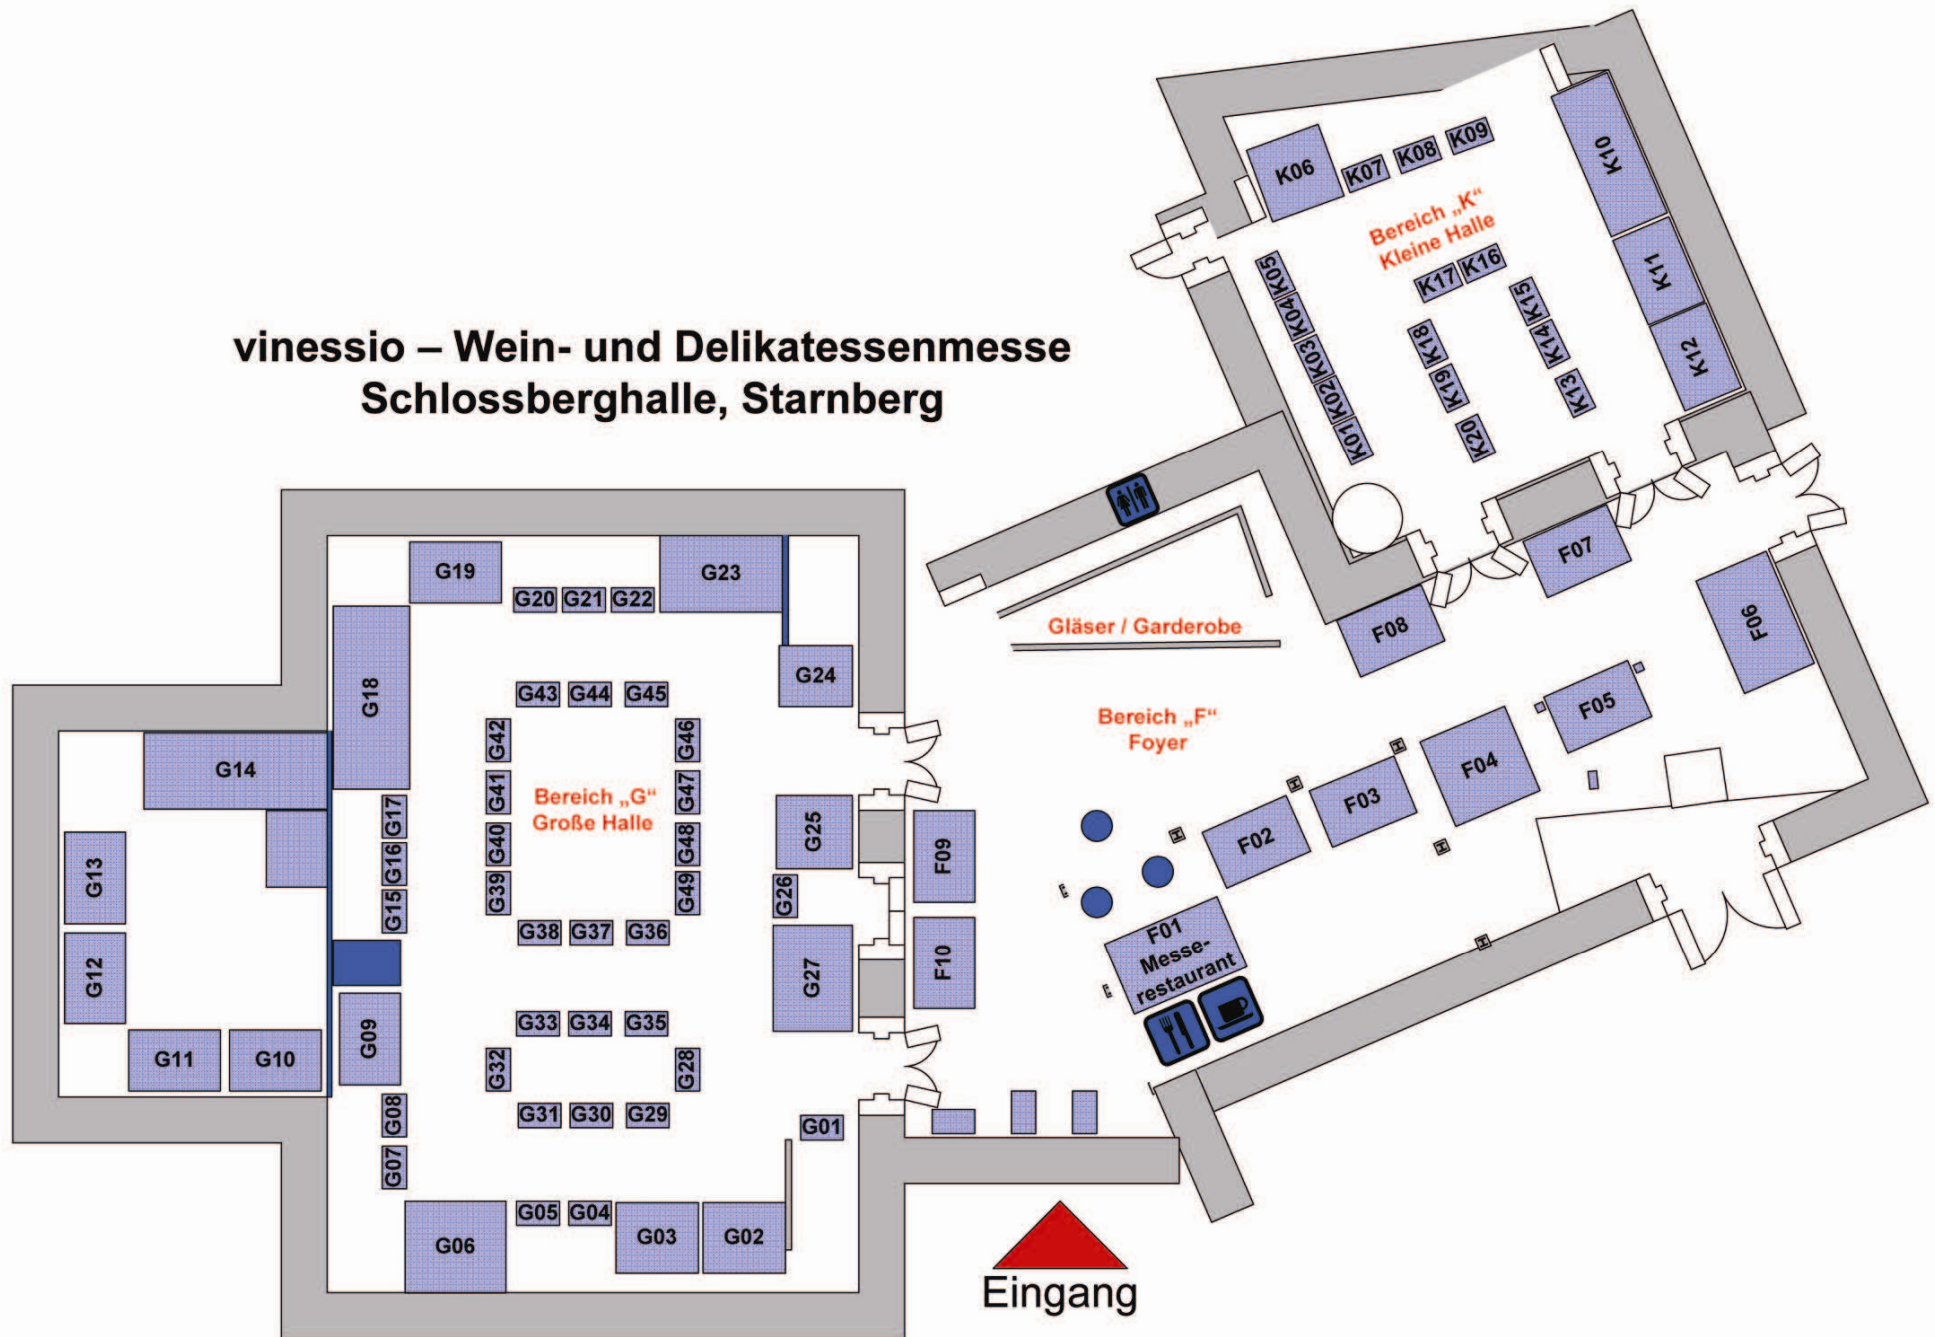 vinessio – Wein- und Delikatessenmesse
Schlossberghalle, Starnberg
K06
K07
K08
K09
K10
Bereich „K“
Kleine Halle
K05
K04
K03
K02
K01
K17
K16
K15
K14
K13
K18
K19
K20
K11
K12
G19
G20
G21
G22
G23
G24
G18
G14
G13
G12
G11
G10
G17
G16
G15
G09
G08
G07
G06
G05
G04
G03
G02
G01
G43
G44
G45
G42
G41
G40
G39
G46
G47
G48
G49
Bereich „G“
Große Halle
G38
G37
G36
G33
G34
G35
G32
G28
G31
G30
G29
G25
G26
G27
Gläser / Garderobe
Bereich „F“
Foyer
F07
F08
F06
F05
F04
F03
F02
F09
F10
F01
Messe-
restaurant
Eingang